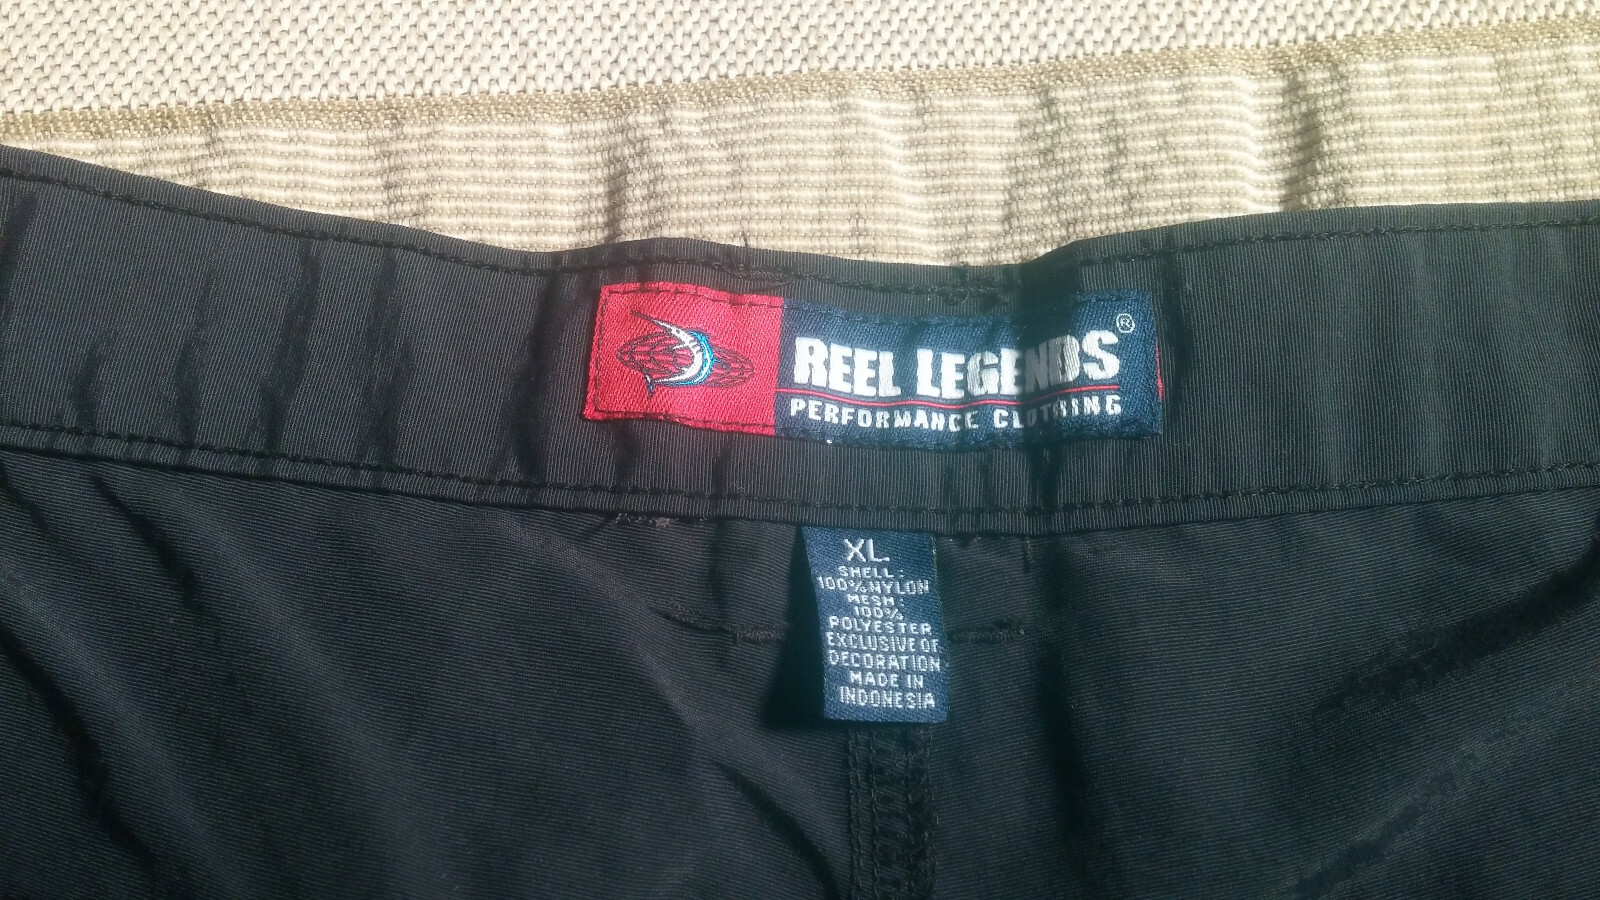 REEL LEGENDS®
PERFORMANCE CLOTHING
XL
SHELL:
100%NYLON
MESH:
100%
POLYESTER
EXCLUSIVE OF
DECORATION
MADE IN
INDONESIA